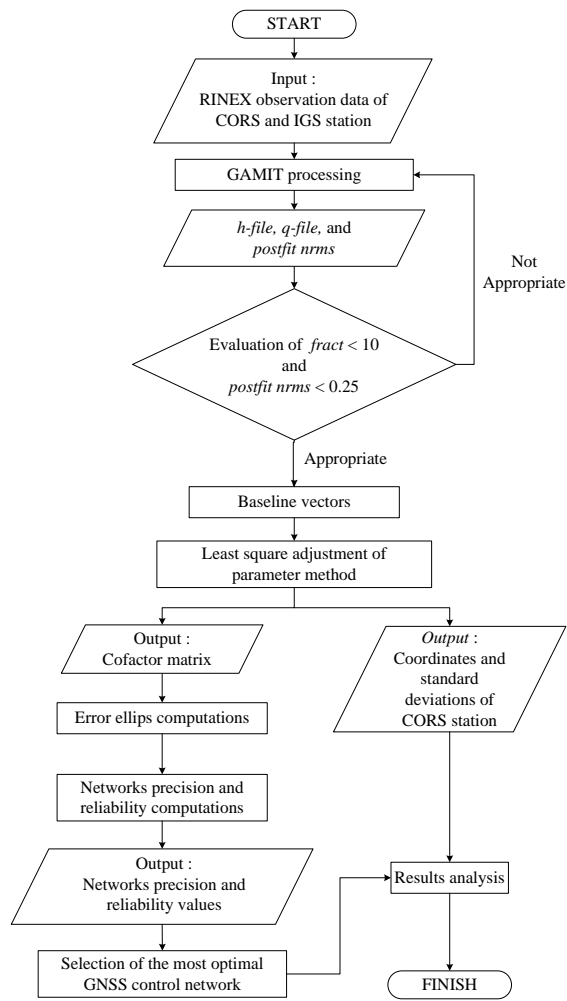 START
Input :
RINEX observation data of
CORS and IGS station
GAMIT processing
h-file, q-file, and
postfit nrms
Not
Appropriate
Evaluation of fract < 10
and
postfit nrms < 0.25
Appropriate
Baseline vectors
Least square adjustment of
parameter method
Output :
Cofactor matrix
Output :
Coordinates and
standard
deviations of
CORS station
Error ellips computations
Networks precision and
reliability computations
Output :
Networks precision and
reliability values
Results analysis
Selection of the most optimal
GNSS control network
FINISH